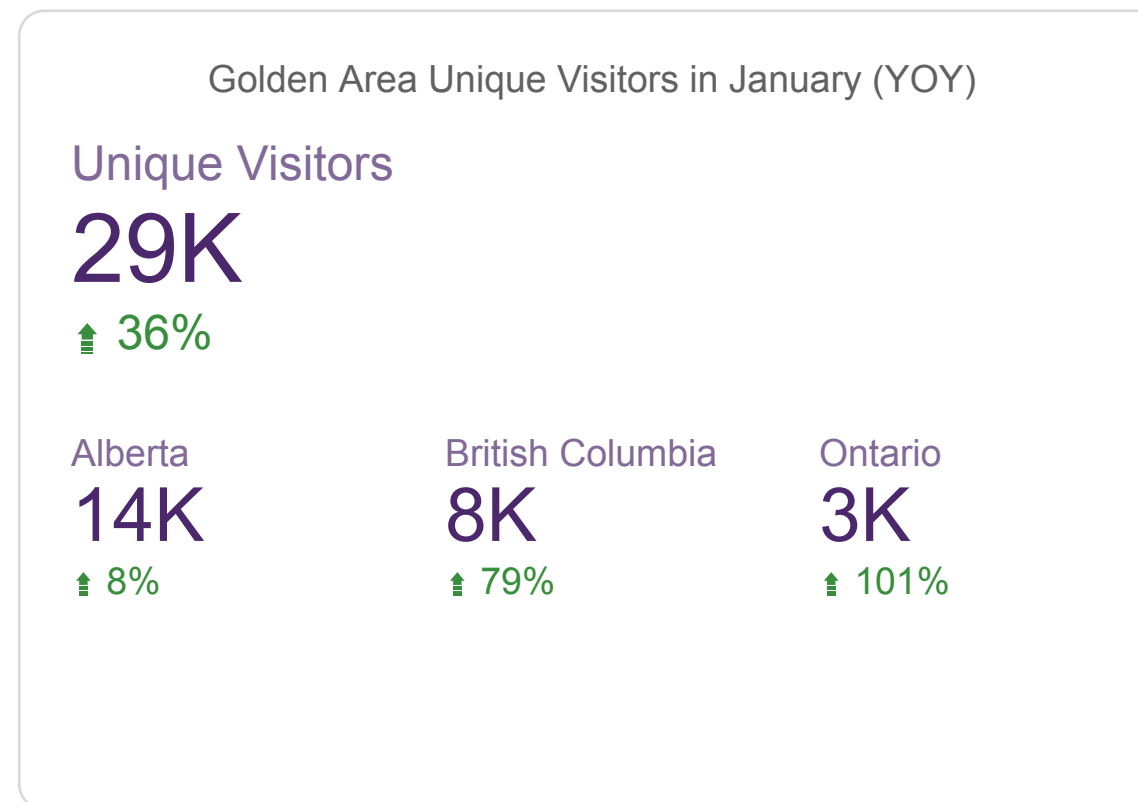 Golden Area Unique Visitors in January (YOY)
Unique Visitors
29K
36%
Alberta British Columbia Ontario
14K 8K 3K
8% 79% 101%